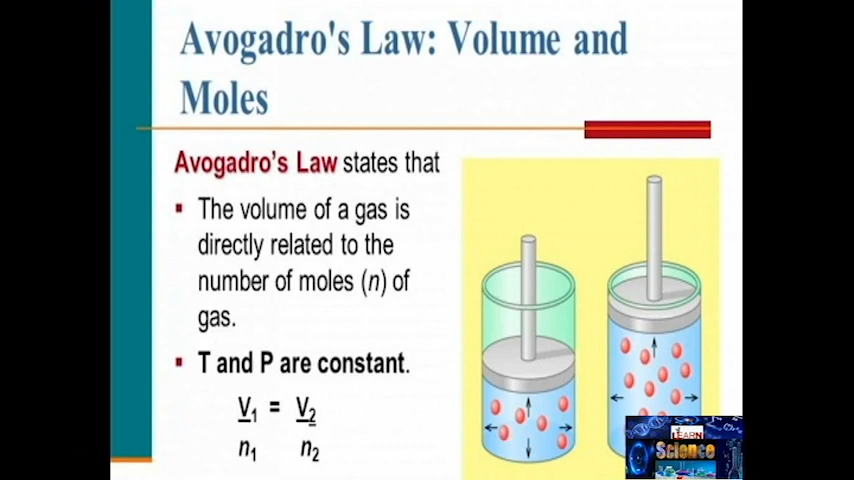 Avogadro's Law: Volume and
Moles
Avogadro's Law states that
▪ The volume of a gas is
directly related to the
number of moles (n) of
gas.
▪ T and P are constant.
V1 = V2
n1 n2
LEARN
Science